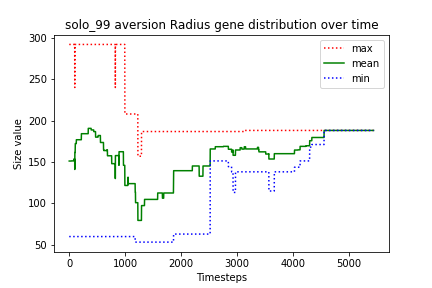 solo_99 aversion Radius gene distribution over time
300
250
200
150
100
50
Size value
max
mean
min
0 1000 2000 3000 4000 5000
Timesteps